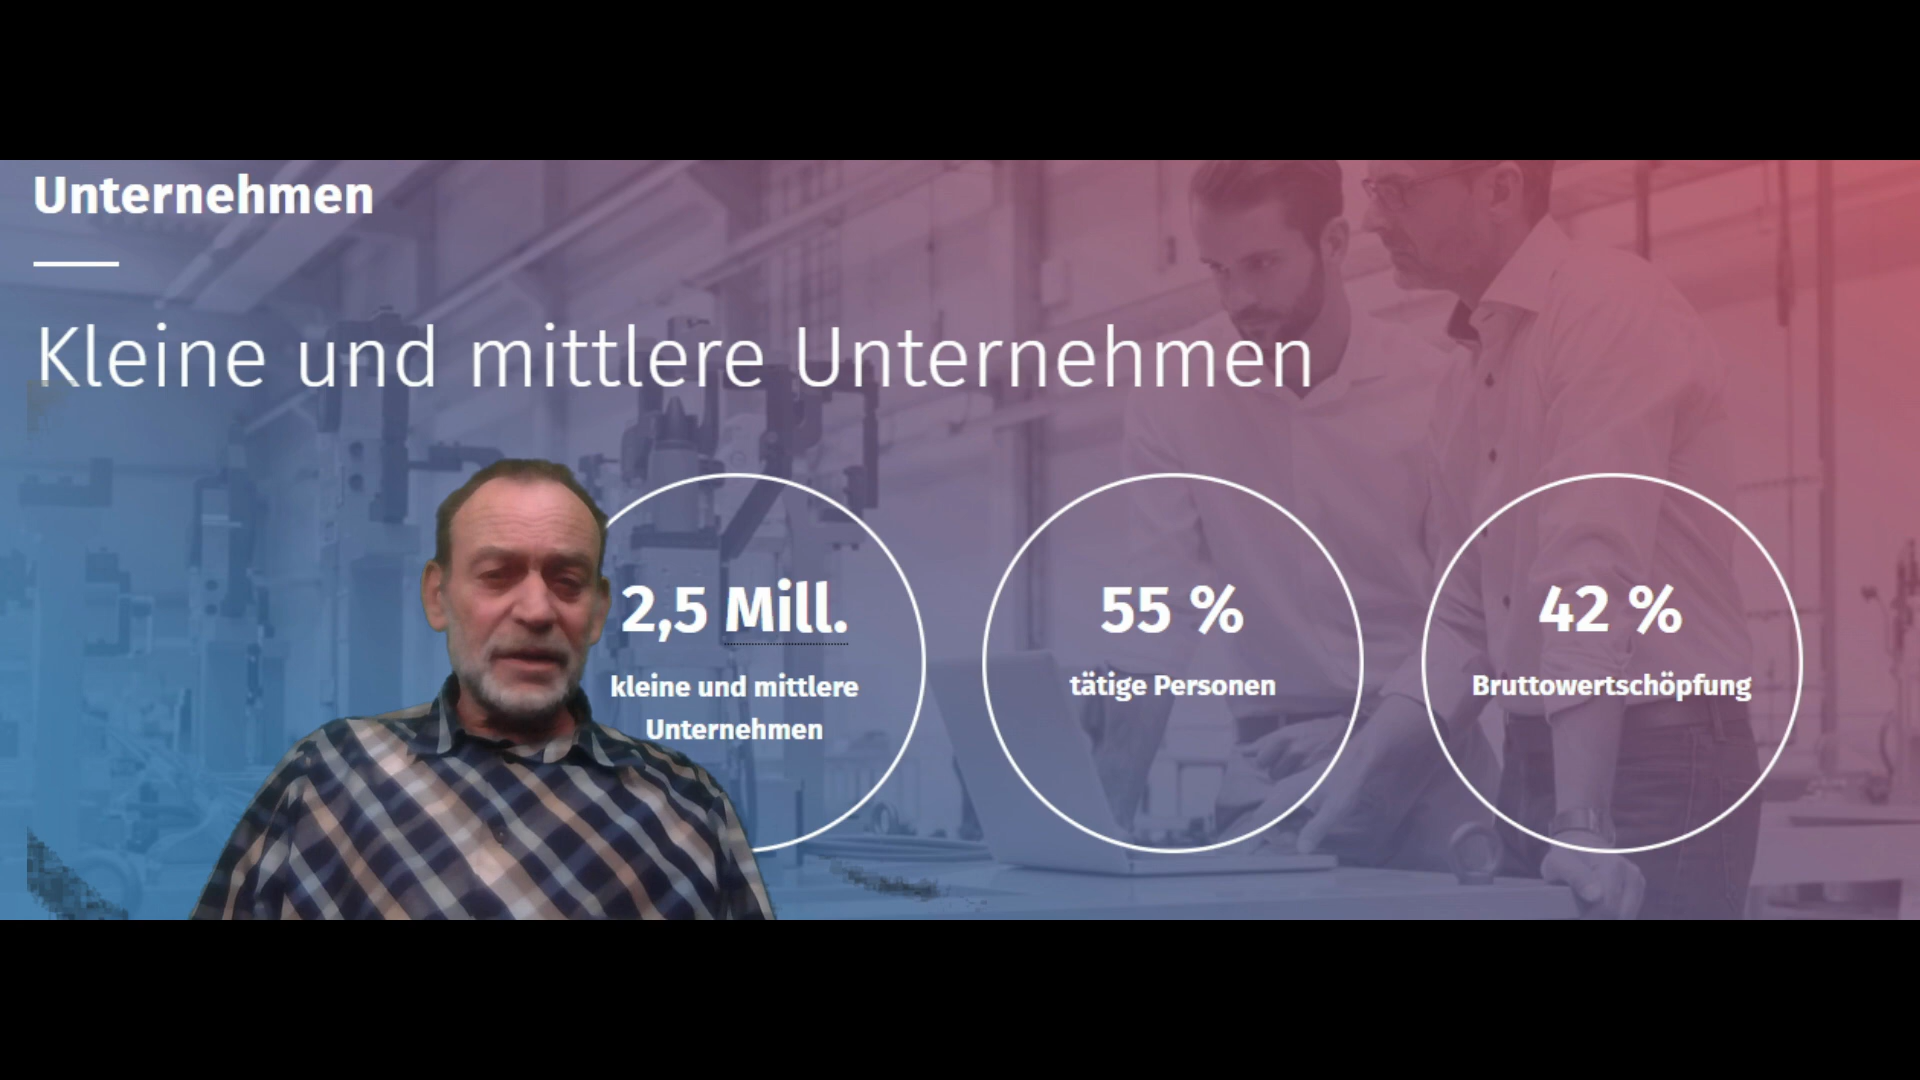 Unternehmen
Kleine und mittlere Unternehmen
2,5 Mill.
kleine und mittlere
Unternehmen
55 %
tätige Personen
42 %
Bruttowertschöpfung